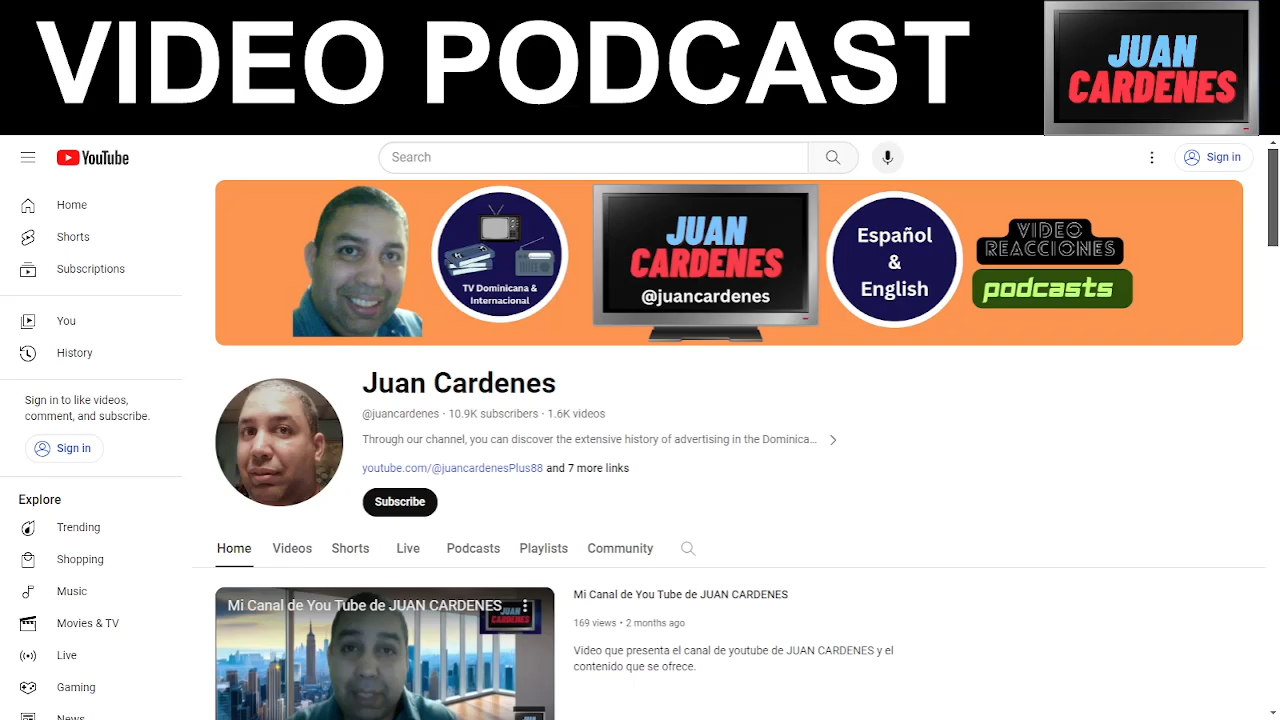 VIDEO PODCAST
JUAN
CARDENES
YouTube
Search
Sign in
Home
Shorts
Subscriptions
You
History
Sign in to like videos,
comment, and subscribe.
Sign in
Explore
Trending
Shopping
Music
Movies & TV
Live
Gaming
News
TV Dominicana &
Internacional
JUAN
CARDENES
@juancardenes
Español
&
English
VIDEO
REACCIONES
podcasts
Juan Cardenes
@juancardenes · 10.9K subscribers · 1.6K videos
Through our channel, you can discover the extensive history of advertising in the Dominica...
youtube.com/@juancardenesPlus88 and 7 more links
Subscribe
Home Videos Shorts Live Podcasts Playlists Community
Mi Canal de You Tube de JUAN CARDENES
JUAN
CARDENES
Mi Canal de You Tube de JUAN CARDENES
169 views • 2 months ago
Video que presenta el canal de youtube de JUAN CARDENES y el
contenido que se ofrece.